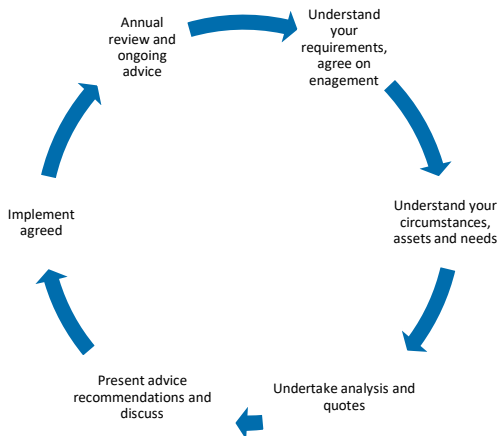 Understand
your
requirements,
agree on
enagement
Understand your
circumstances,
assets and needs
Undertake analysis and
quotes
Present advice
recommendations and
discuss
Implement
agreed
Annual
review and
ongoing
advice